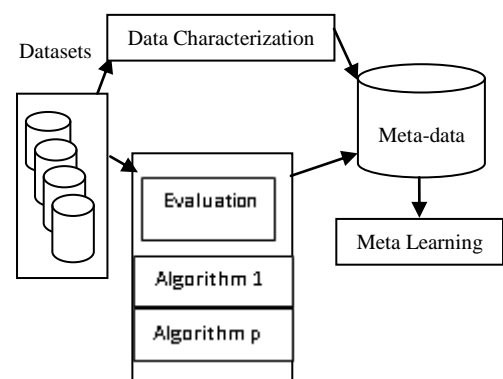 Data Characterization
Datasets
Meta-data
Evaluation
Meta Learning
Algorithm 1
Algorithm p